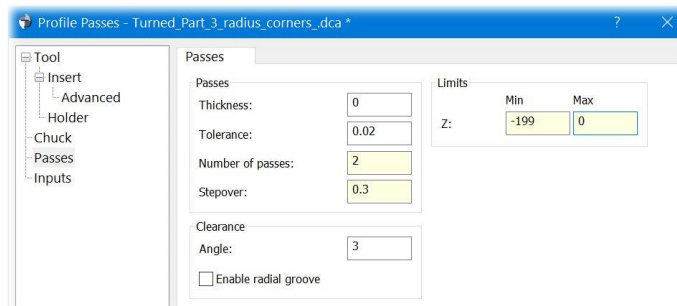 Profile Passes - Turned_Part_3_radius_corners_.dca * ? ×
Tool
Insert
Advanced
Holder
Chuck
Passes
Inputs
Passes
Passes
Thickness: 0
Tolerance: 0.02
Number of passes: 2
Stepover: 0.3
Clearance
Angle: 3
Enable radial groove
Limits
Min Max
Z: -199 0